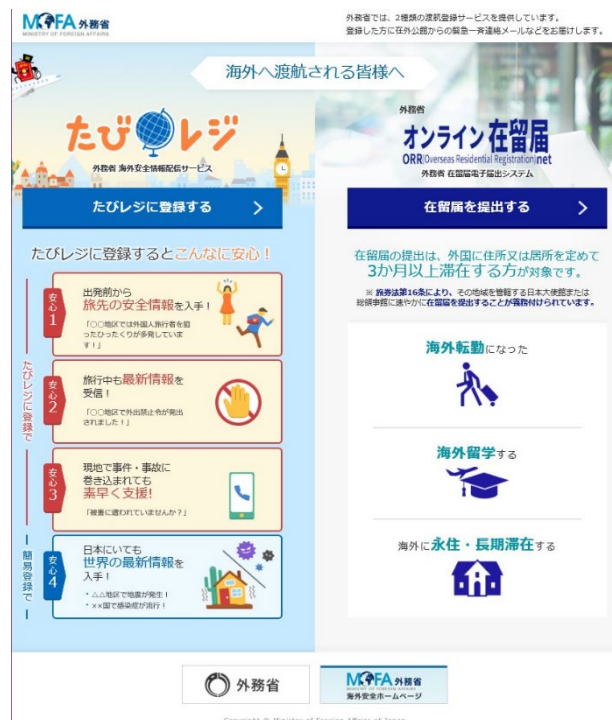 MOFA 外務省
MINISTRY OF FOREIGN AFFAIRS
外務省では、2種類の渡航登録サービスを提供しています。
登録した方に在外公館からの緊急一斉連絡メールなどをお届けします。
海外へ渡航される皆様へ
たびレジ
外務省 海外安全情報配信サービス
たびレジに登録する
たびレジに登録するとこんなに安心！
たびレジに登録で
安心1
出発前から
旅先の安全情報を入手！
「○○地区では外国人旅行者を狙
ったひったくりが多発していま
す！」
安心2
旅行中も最新情報を
受信！
「○○地区で外出禁止令が発出
されました！」
安心3
現地で事件・事故に
巻き込まれても
素早く支援!
「被害に遭われていませんか？」
簡易登録で
安心4
日本にいても
世界の最新情報を
入手！
・△△地区で地震が発生！
・××国で感染症が流行！
外務省
オンライン在留届
ORR(Overseas Residential Registration)net
外務省 在留届電子届出システム
在留届を提出する
在留届の提出は、外国に住所又は居所を定めて
3か月以上滞在する方が対象です。
※ 旅券法第16条により、その地域を管轄する日本大使館または
総領事館に速やかに在留届を提出することが義務付けられています。
海外転勤になった
海外留学する
海外に永住・長期滞在する
外務省
MOFA 外務省
MINISTRY OF FOREIGN AFFAIRS
海外安全ホームページ
Copyright © Ministry of Foreign Affairs of Japan